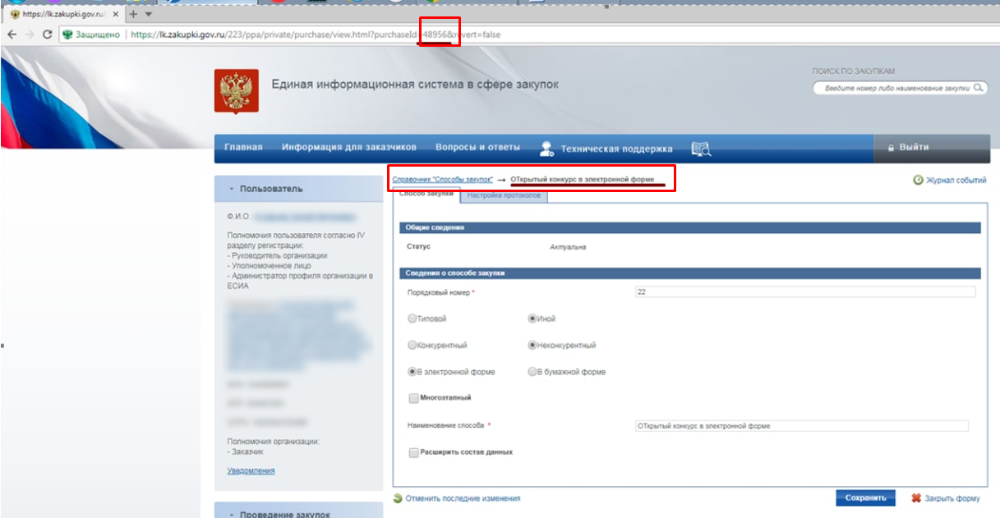 https://lk.zakupki.gov.ru/
Защищено | https://lk.zakupki.gov.ru/223/ppa/private/purchase/view.html?purchaseId=48956&revert=false
Единая информационная система в сфере закупок
ПОИСК ПО ЗАКУПКАМ
Введите номер либо наименование закупки
Главная Информация для заказчиков Вопросы и ответы Техническая поддержка Выйти
Справочник "Способы закупок" → ОТкрытый конкурс в электронной форме
Журнал событий
Способ закупки Настройка протоколов
Пользователь
Ф.И.О.
Полномочия пользователя согласно IV
разделу регистрации:
- Руководитель организации
- Уполномоченное лицо
- Администратор профиля организации в
ЕСИА
Полномочия организации:
- Заказчик
Уведомления
Проведение закупок
Общие сведения
Статус Актуальна
Сведения о способе закупки
Порядковый номер * 22
Типовой Иной
Конкурентный Неконкурентный
В электронной форме В бумажной форме
Многоэтапный
Наименование способа * ОТкрытый конкурс в электронной форме
Расширить состав данных
Отменить последние изменения Сохранить Закрыть форму